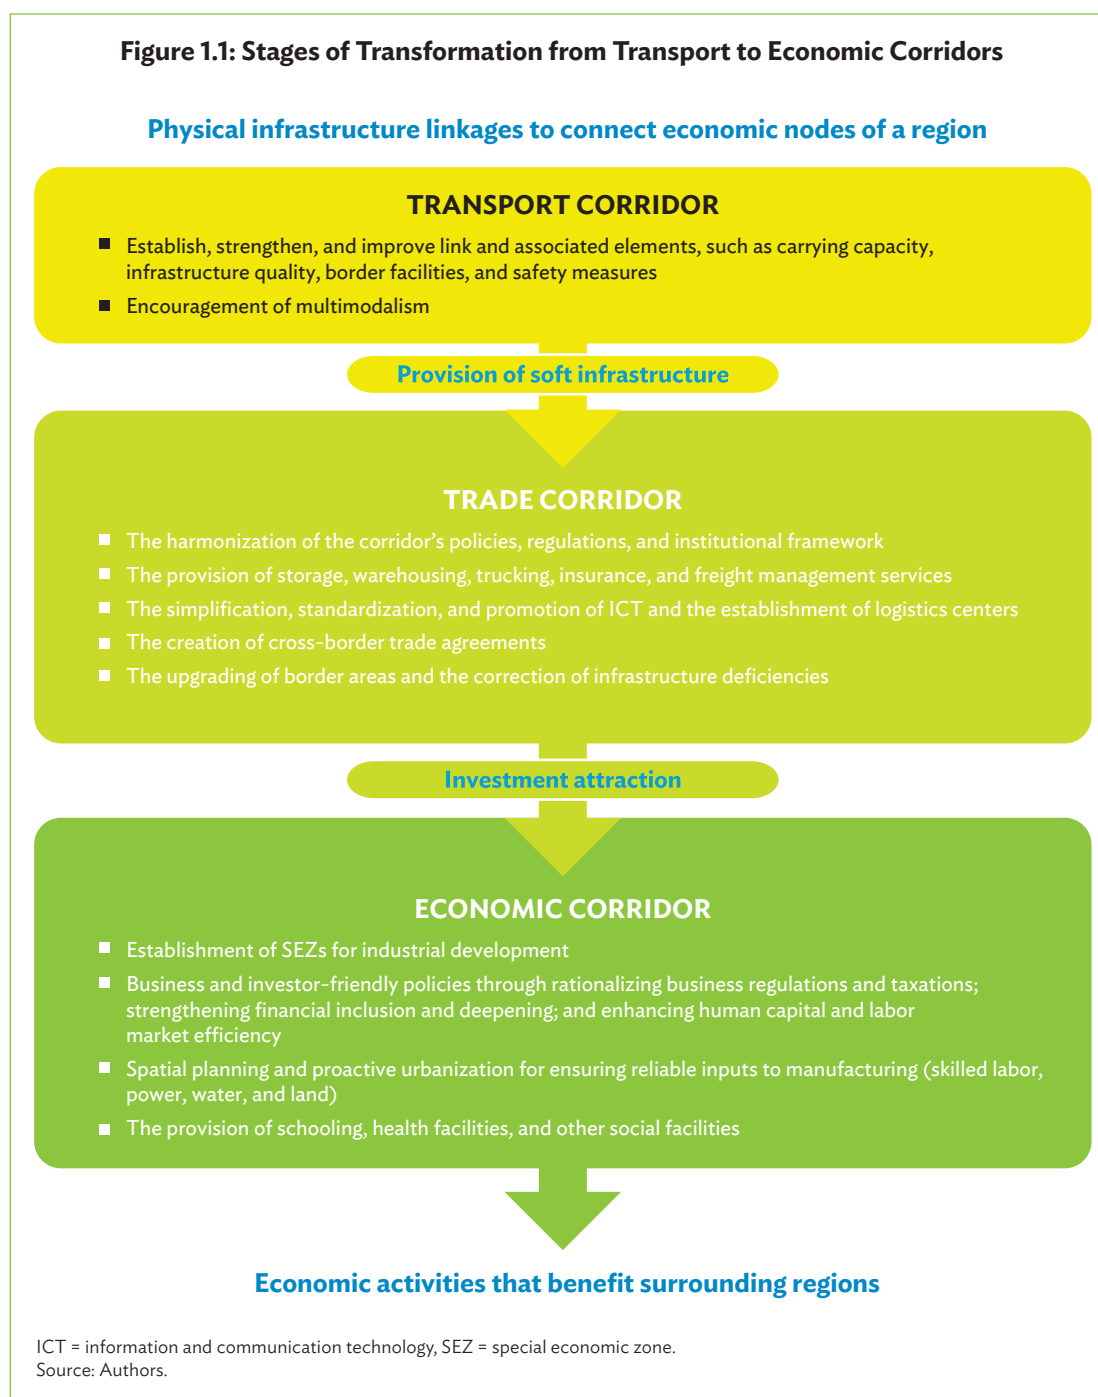 Figure 1.1: Stages of Transformation from Transport to Economic Corridors
Physical infrastructure linkages to connect economic nodes of a region
TRANSPORT CORRIDOR
Establish, strengthen, and improve link and associated elements, such as carrying capacity,
infrastructure quality, border facilities, and safety measures
Encouragement of multimodalism
Provision of soft infrastructure
TRADE CORRIDOR
The harmonization of the corridor's policies, regulations, and institutional framework
The provision of storage, warehousing, trucking, insurance, and freight management services
The simplification, standardization, and promotion of ICT and the establishment of logistics centers
The creation of cross-border trade agreements
The upgrading of border areas and the correction of infrastructure deficiencies
Investment attraction
ECONOMIC CORRIDOR
Establishment of SEZs for industrial development
Business and investor-friendly policies through rationalizing business regulations and taxations;
strengthening financial inclusion and deepening; and enhancing human capital and labor
market efficiency
Spatial planning and proactive urbanization for ensuring reliable inputs to manufacturing (skilled labor,
power, water, and land)
The provision of schooling, health facilities, and other social facilities
Economic activities that benefit surrounding regions
ICT = information and communication technology, SEZ = special economic zone.
Source: Authors.